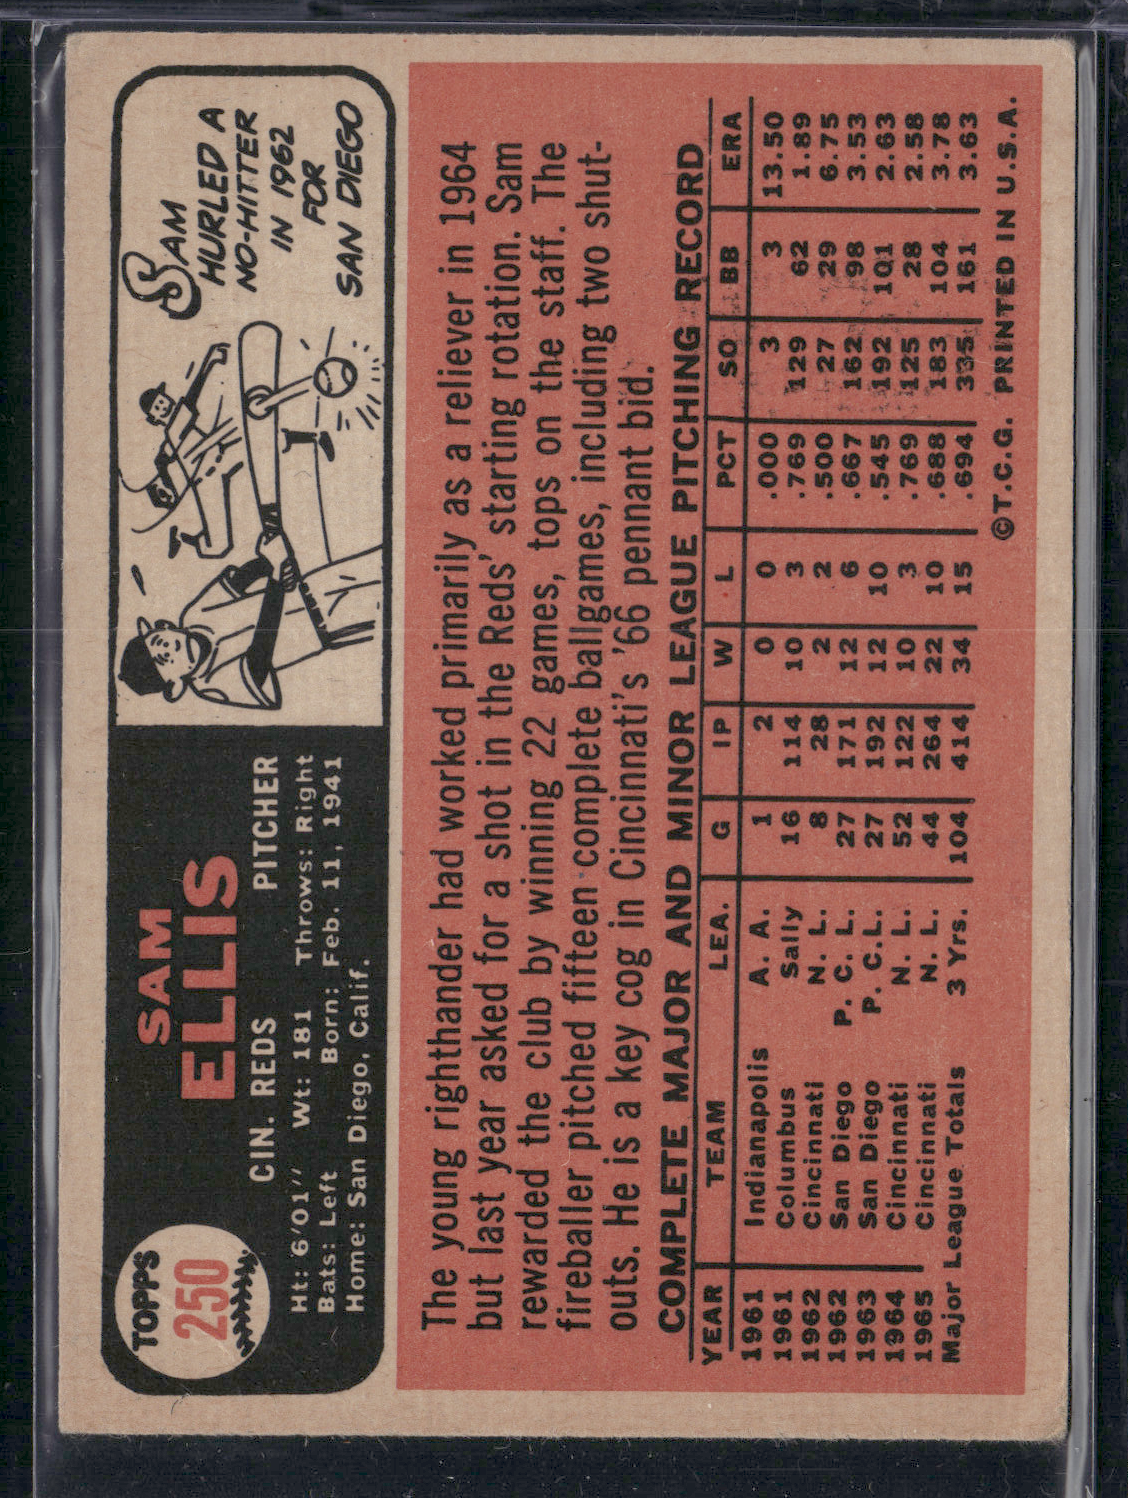 TOPPS
250
SAM
ELLIS
CIN. REDS PITCHER
Ht: 6'01" Wt: 181 Throws: Right
Bats: Left Born: Feb. 11, 1941
Home: San Diego, Calif.
SAM
HURLED A
NO-HITTER
IN 1962
FOR
SAN DIEGO
The young righthander had worked primarily as a reliever in 1964
but last year asked for a shot in the Reds' starting rotation. Sam
rewarded the club by winning 22 games, tops on the staff. The
fireballer pitched fifteen complete ballgames, including two shut-
outs. He is a key cog in Cincinnati's '66 pennant bid.
COMPLETE MAJOR AND MINOR LEAGUE PITCHING RECORD
YEAR TEAM LEA. G IP W L PCT SO BB ERA
1961 Indianapolis A. A. 1 2 0 0 .000 3 3 13.50
1961 Columbus Sally 16 114 10 3 .769 129 62 1.89
1962 Cincinnati N. L. 8 28 2 2 .500 27 29 6.75
1962 San Diego P. C. L. 27 171 12 6 .667 162 98 3.53
1963 San Diego P. C.L. 27 192 12 10 .545 192 101 2.63
1964 Cincinnati N. L. 52 122 10 3 .769 125 28 2.58
1965 Cincinnati N. L. 44 264 22 10 .688 183 104 3.78
Major League Totals 3 Yrs. 104 414 34 15 .694 335 161 3.63
©T.C.G. PRINTED IN U.S.A.